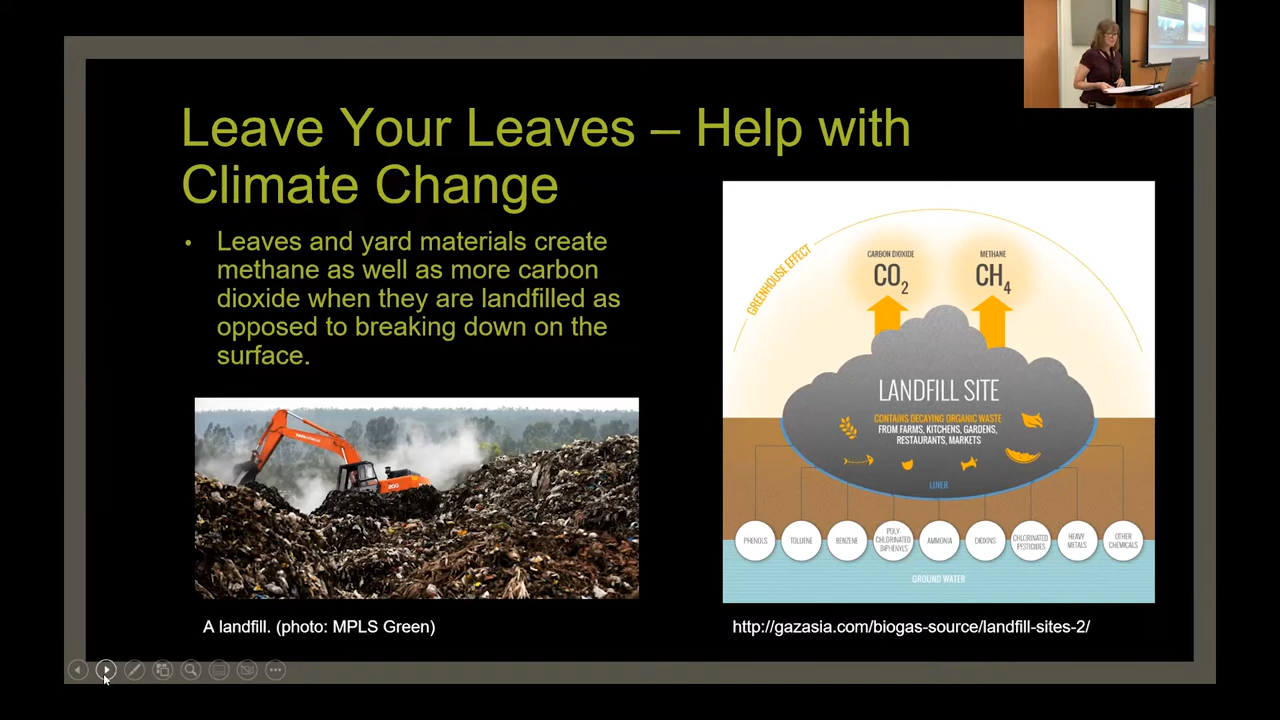 Leave Your Leaves – Help with
Climate Change
• Leaves and yard materials create
methane as well as more carbon
dioxide when they are landfilled as
opposed to breaking down on the
surface.
A landfill. (photo: MPLS Green)
GREENHOUSE EFFECT
CARBON DIOXIDE
CO2
METHANE
CH4
LANDFILL SITE
CONTAINS DECAYING ORGANIC WASTE
FROM FARMS, KITCHENS, GARDENS,
RESTAURANTS, MARKETS
LINER
PHENOLS
TOLUENE
BENZENE
POLY-
CHLORINATED
BIPHENYLS
AMMONIA
DIOXINS
CHLORINATED
PESTICIDES
HEAVY
METALS
OTHER
CHEMICALS
GROUND WATER
http://gazasia.com/biogas-source/landfill-sites-2/
200